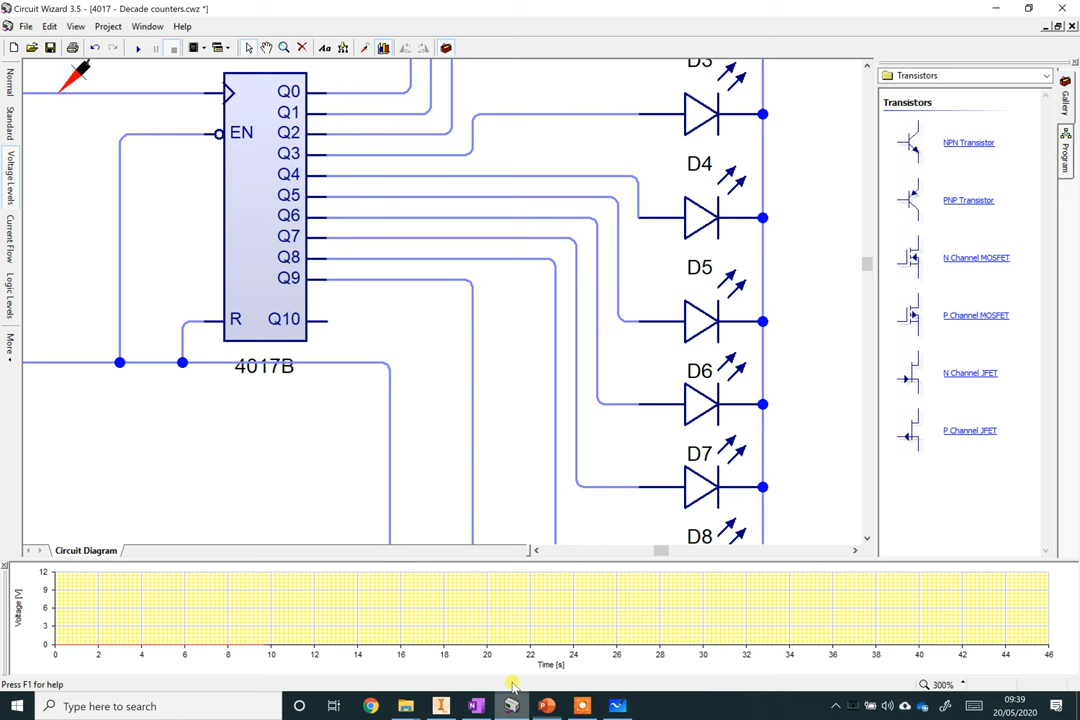 Circuit Wizard 3.5 - [4017 - Decade counters.cwz *]
File Edit View Project Window Help
Aa
Transistors
Normal
Standard
Voltage Levels
Current Flow
Logic Levels
More
Gallery
Program
Transistors
NPN Transistor
PNP Transistor
N Channel MOSFET
P Channel MOSFET
N Channel JFET
P Channel JFET
Q0
Q1
EN Q2
Q3
Q4
Q5
Q6
Q7
Q8
Q9
R Q10
4017B
D3
D4
D5
D6
D7
D8
Circuit Diagram
Voltage [V]
12
9
6
3
0
0 2 4 6 8 10 12 14 16 18 20 22 24 26 28 30 32 34 36 38 40 42 44 46
Time [s]
Press F1 for help
300%
Type here to search
09:39
20/05/2020